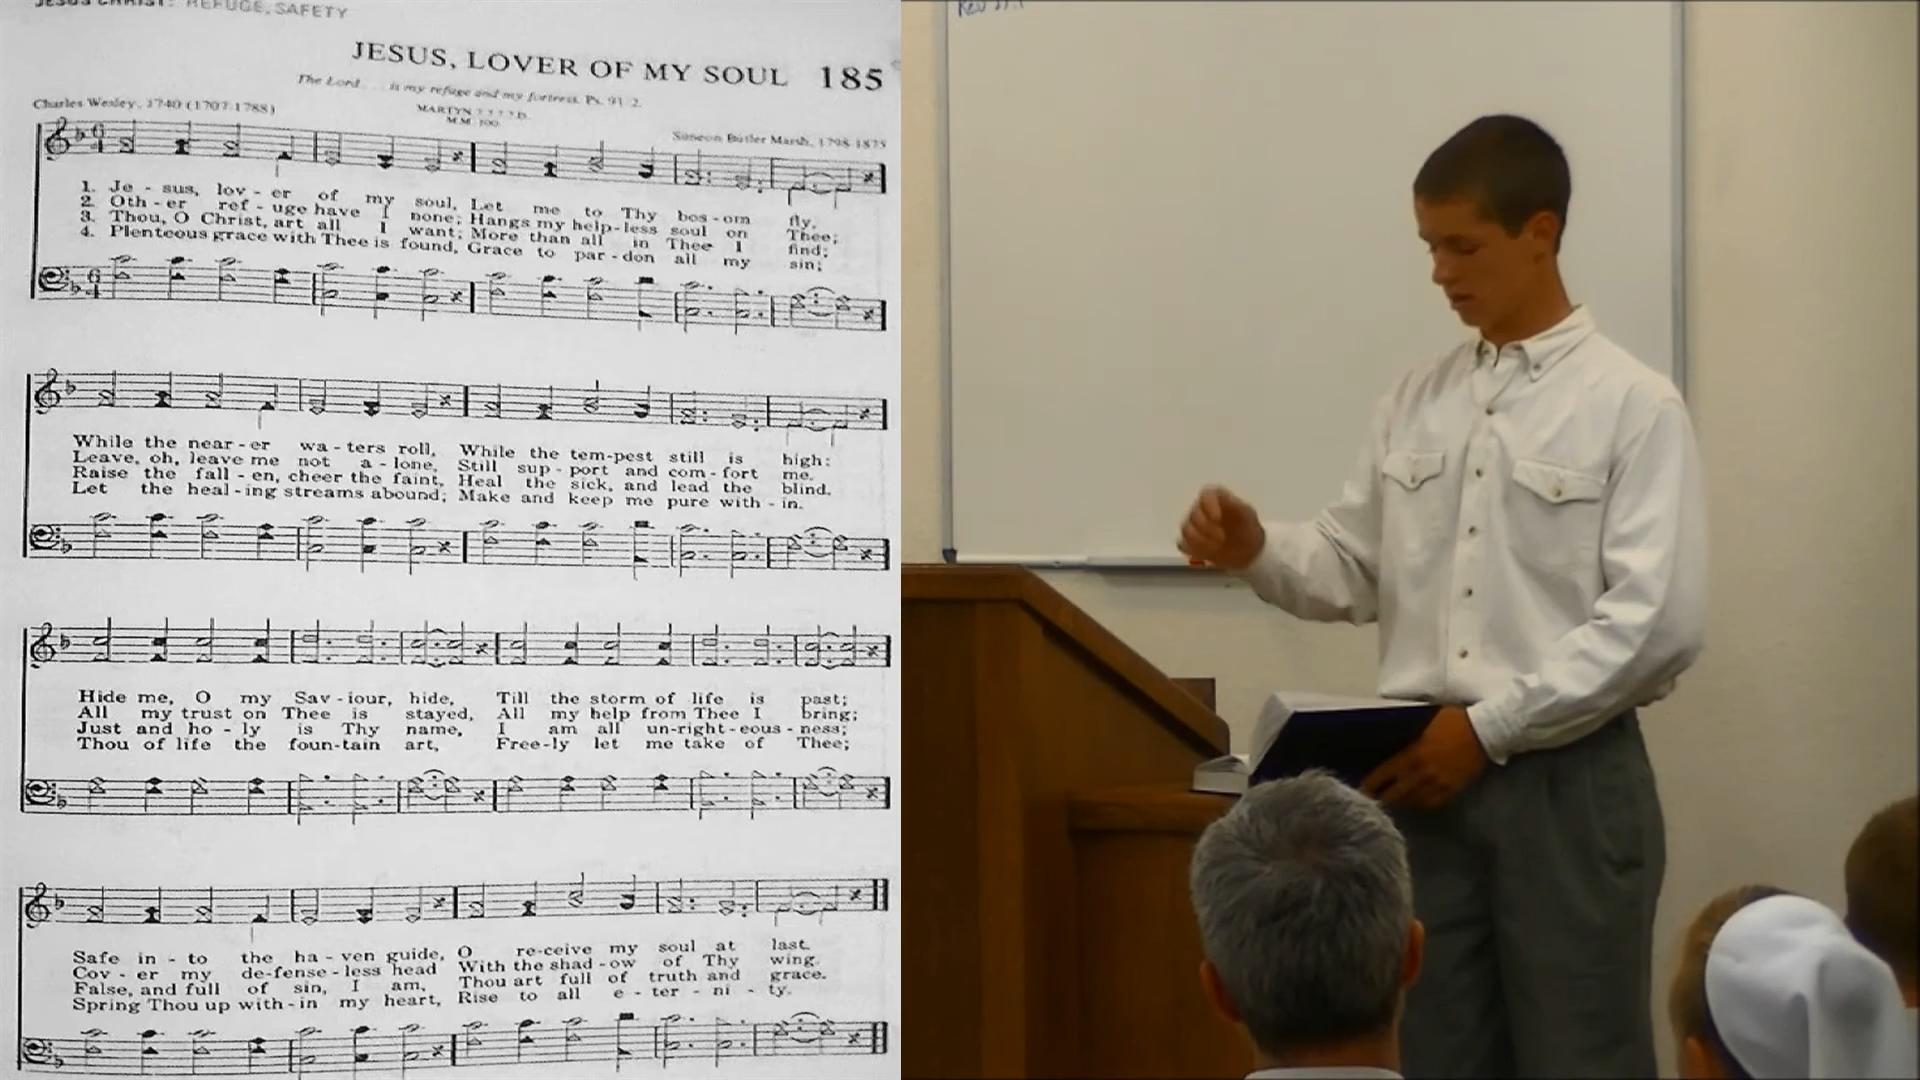 JESUS CHRIST: REFUGE, SAFETY
JESUS, LOVER OF MY SOUL 185
The Lord . . . is my refuge and my fortress. Ps. 91:2.
Charles Wesley, 1740 (1707-1788)
MARTYN 7.7.7.7.D.
M.M. 100
Simeon Butler Marsh, 1798-1875
1. Je - sus, lov - er of my soul, Let me to Thy bos - om fly,
2. Oth - er ref - uge have I none; Hangs my help - less soul on Thee;
3. Thou, O Christ, art all I want; More than all in Thee I find;
4. Plenteous grace with Thee is found, Grace to par - don all my sin;
While the near - er wa - ters roll, While the tem - pest still is high:
Leave, oh, leave me not a - lone, Still sup - port and com - fort me.
Raise the fall - en, cheer the faint, Heal the sick, and lead the blind.
Let the heal - ing streams abound; Make and keep me pure with - in.
Hide me, O my Sav - iour, hide, Till the storm of life is past;
All my trust on Thee is stayed, All my help from Thee I bring;
Just and ho - ly is Thy name, I am all un - right - eous - ness;
Thou of life the foun - tain art, Free - ly let me take of Thee;
Safe in - to the ha - ven guide, O re - ceive my soul at last.
Cov - er my de - fense - less head With the shad - ow of Thy wing.
False, and full of sin, I am, Thou art full of truth and grace.
Spring Thou up with - in my heart, Rise to all e - ter - ni - ty.